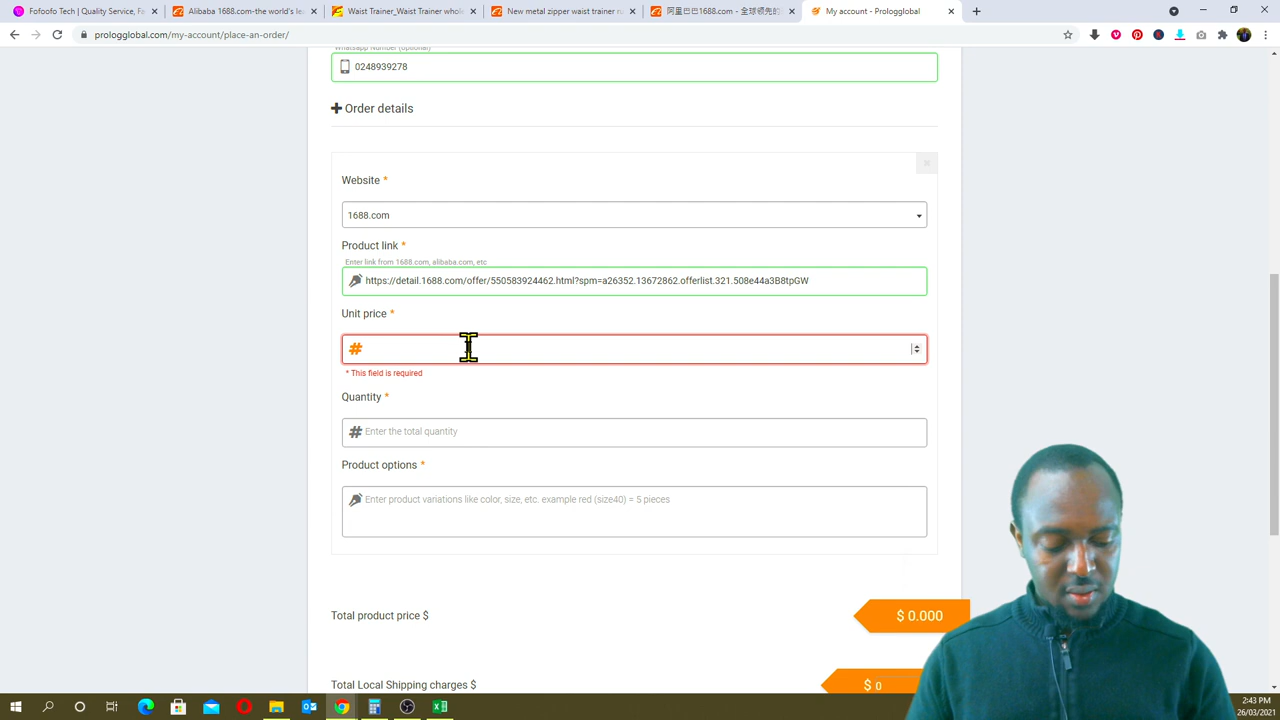 Fofoofo Tech | Prologglobal.com
Alibaba 1688.com-the world's le
Waist Trainer_Waist Trainer whol
New metal zipper waist trainer ru
阿里巴巴1688.com - 全球领先的
My account - Prologglobal
prologglobal.com/my-account/place-an-order/
Whatsapp Number (Optional)
0248939278
Order details
Website *
1688.com
Product link *
Enter link from 1688.com, alibaba.com, etc
https://detail.1688.com/offer/550583924462.html?spm=a26352.13672862.offerlist.321.508e44a3B8tpGW
Unit price *
#
* This field is required
Quantity *
# Enter the total quantity
Product options *
Enter product variations like color, size, etc. example red (size40) = 5 pieces
Total product price $
$ 0.000
Total Local Shipping charges $
$ 0
2:43 PM
26/03/2021